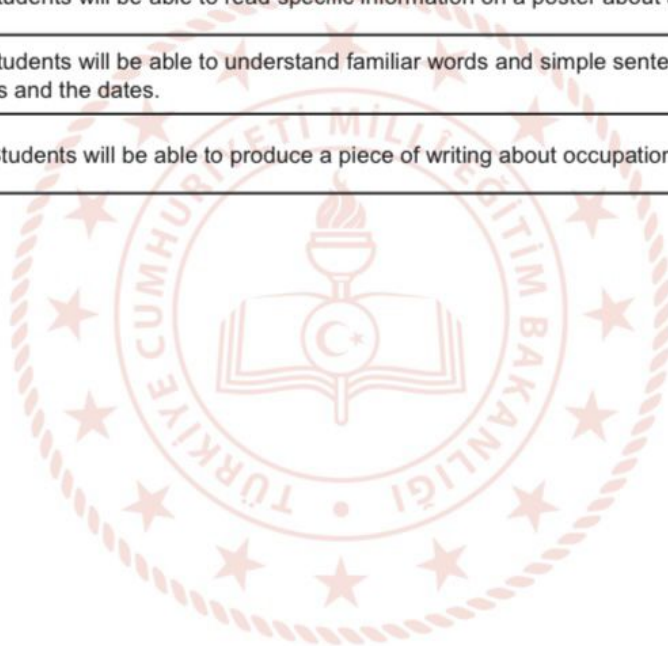 students will be able to read specific information on a poster about
tudents will be able to understand familiar words and simple sente
s and the dates.
Students will be able to produce a piece of writing about occupation
TÜRKİYE CUMHURİYETİ MİLLÎ EĞİTİM BAKANLIĞI